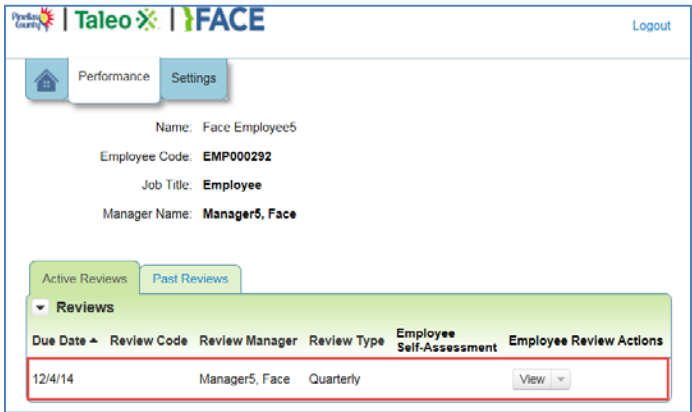 Pinellas County | Taleo | FACE
Logout
Performance Settings
Name: Face Employee5
Employee Code: EMP000292
Job Title: Employee
Manager Name: Manager5, Face
Active Reviews Past Reviews
Reviews
Due Date Review Code Review Manager Review Type Employee Self-Assessment Employee Review Actions
12/4/14 Manager5, Face Quarterly View